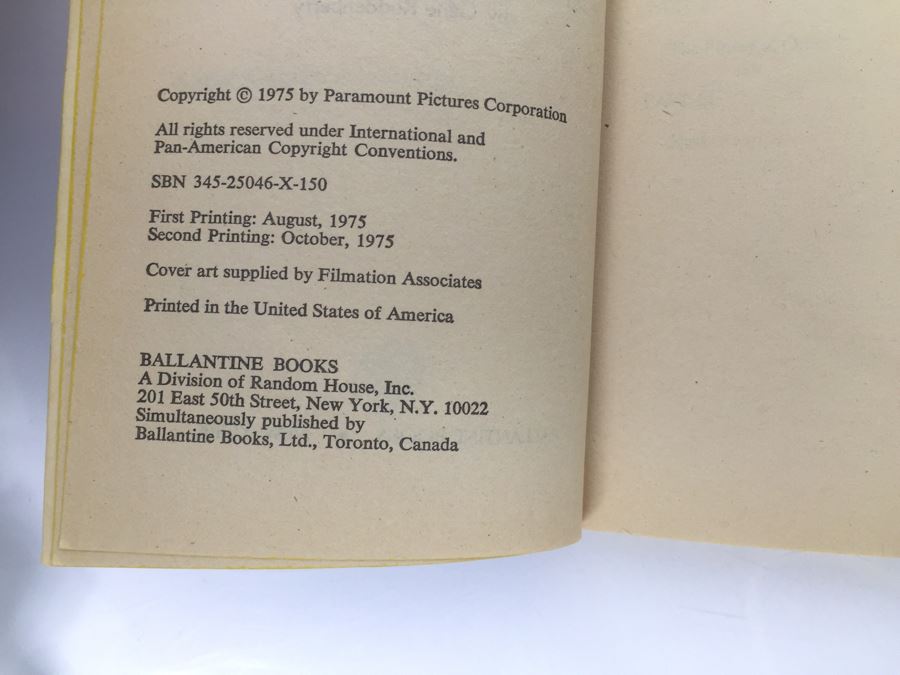 Copyright © 1975 by Paramount Pictures Corporation
All rights reserved under International and
Pan-American Copyright Conventions.
SBN 345-25046-X-150
First Printing: August, 1975
Second Printing: October, 1975
Cover art supplied by Filmation Associates
Printed in the United States of America
BALLANTINE BOOKS
A Division of Random House, Inc.
201 East 50th Street, New York, N.Y. 10022
Simultaneously published by
Ballantine Books, Ltd., Toronto, Canada